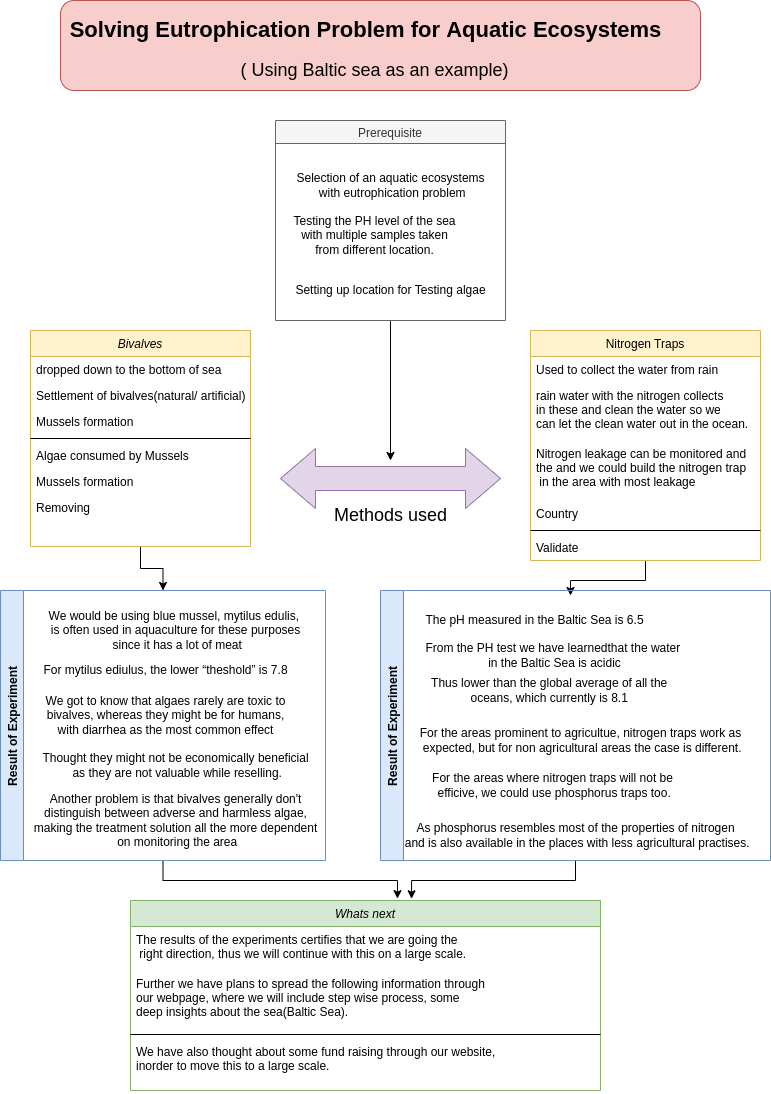 Solving Eutrophication Problem for Aquatic Ecosystems
( Using Baltic sea as an example)
Prerequisite
Selection of an aquatic ecosystems
with eutrophication problem
Testing the PH level of the sea
with multiple samples taken
from different location.
Setting up location for Testing algae
Bivalves
dropped down to the bottom of sea
Settlement of bivalves(natural/ artificial)
Mussels formation
Algae consumed by Mussels
Mussels formation
Removing
Methods used
Nitrogen Traps
Used to collect the water from rain
rain water with the nitrogen collects
in these and clean the water so we
can let the clean water out in the ocean.
Nitrogen leakage can be monitored and
the and we could build the nitrogen trap
in the area with most leakage
Country
Validate
Result of Experiment
We would be using blue mussel, mytilus edulis,
is often used in aquaculture for these purposes
since it has a lot of meat
For mytilus ediulus, the lower “theshold” is 7.8
We got to know that algaes rarely are toxic to
bivalves, whereas they might be for humans,
with diarrhea as the most common effect
Thought they might not be economically beneficial
as they are not valuable while reselling.
Another problem is that bivalves generally don't
distinguish between adverse and harmless algae,
making the treatment solution all the more dependent
on monitoring the area
Result of Experiment
The pH measured in the Baltic Sea is 6.5
From the PH test we have learnedthat the water
in the Baltic Sea is acidic
Thus lower than the global average of all the
oceans, which currently is 8.1
For the areas prominent to agricultue, nitrogen traps work as
expected, but for non agricultural areas the case is different.
For the areas where nitrogen traps will not be
efficive, we could use phosphorus traps too.
As phosphorus resembles most of the properties of nitrogen
and is also available in the places with less agricultural practises.
Whats next
The results of the experiments certifies that we are going the
right direction, thus we will continue with this on a large scale.
Further we have plans to spread the following information through
our webpage, where we will include step wise process, some
deep insights about the sea(Baltic Sea).
We have also thought about some fund raising through our website,
inorder to move this to a large scale.